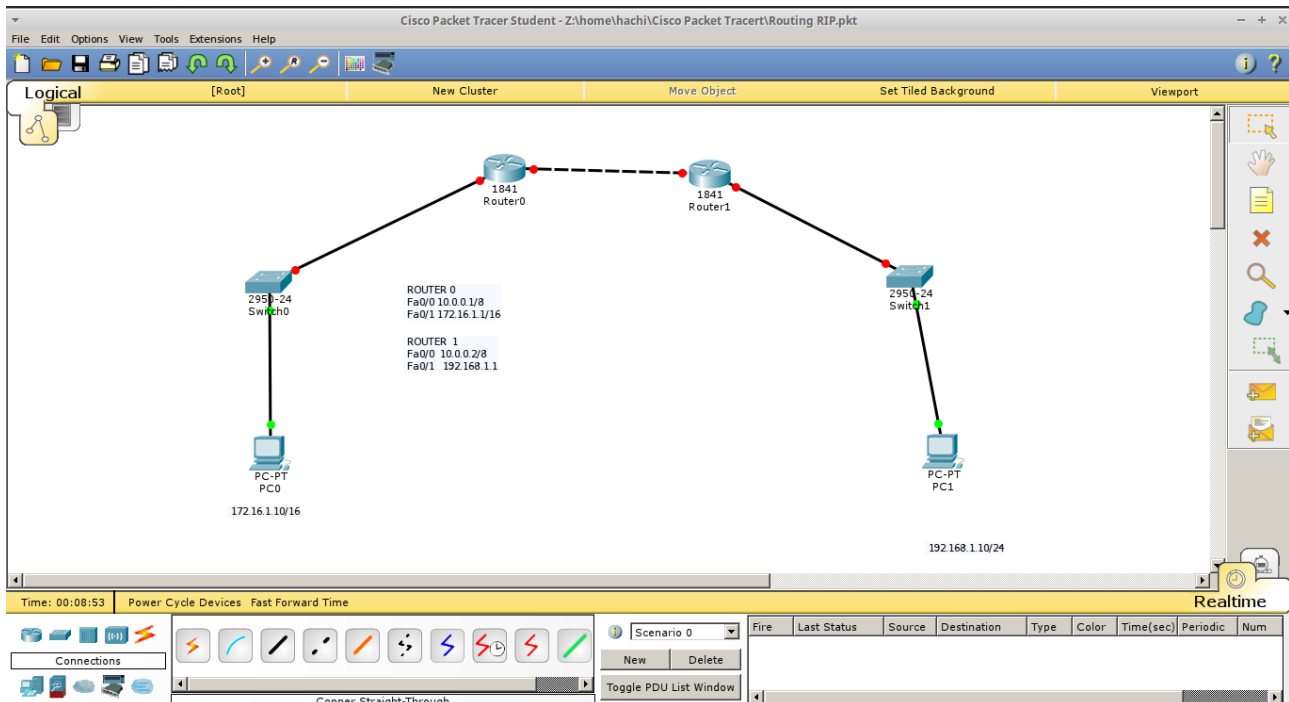 Cisco Packet Tracer Student - Z:\home\hachi\Cisco Packet Tracert\Routing RIP.pkt
File Edit Options View Tools Extensions Help
Logical [Root] New Cluster Move Object Set Tiled Background Viewport
1841
Router0
1841
Router1
2950-24
Switch0
ROUTER 0
Fa0/0 10.0.0.1/8
Fa0/1 172.16.1.1/16
ROUTER 1
Fa0/0 10.0.0.2/8
Fa0/1 192.168.1.1
2950-24
Switch1
PC-PT
PC0
172.16.1.10/16
PC-PT
PC1
192.168.1.10/24
Time: 00:08:53 Power Cycle Devices Fast Forward Time Realtime
Connections
Copper Straight-Through
Scenario 0
New Delete
Toggle PDU List Window
Fire Last Status Source Destination Type Color Time(sec) Periodic Num